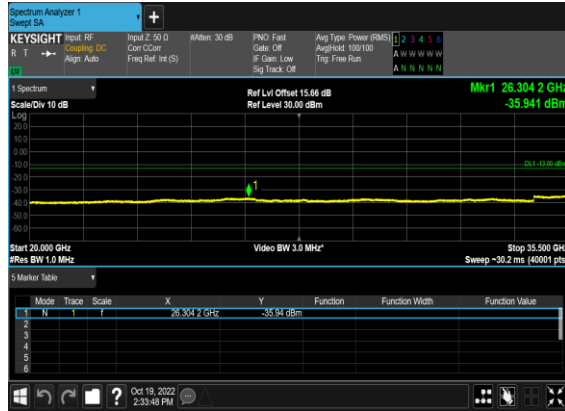 Spectrum Analyzer 1
Swept SA
+
KEYSIGHT Input: RF Input Z: 50 Ω #Atten: 30 dB PNO: Fast Avg Type: Power (RMS) 1 2 3 4 5 6
R T Coupling: DC Corr CCorr Gate: Off Avg|Hold: 100/100 A W W W W W
Align: Auto Freq Ref: Int (S) IF Gain: Low Trig: Free Run
Sig Track: Off A N N N N N
1 Spectrum
Scale/Div 10 dB
Ref Lvl Offset 15.66 dB
Ref Level 30.00 dBm
Mkr1 26.304 2 GHz
-35.941 dBm
Log
20.0
10.0
0.00
-10.0
DL1 -13.00 dBm
-20.0
1
-30.0
-40.0
-50.0
-60.0
Start 20.000 GHz Video BW 3.0 MHz* Stop 35.500 GHz
#Res BW 1.0 MHz Sweep ~30.2 ms (40001 pts)
5 Marker Table
Mode Trace Scale X Y Function Function Width Function Value
1 N 1 f 26.304 2 GHz -35.94 dBm
2
3
4
5
6
?
Oct 19, 2022
2:33:48 PM